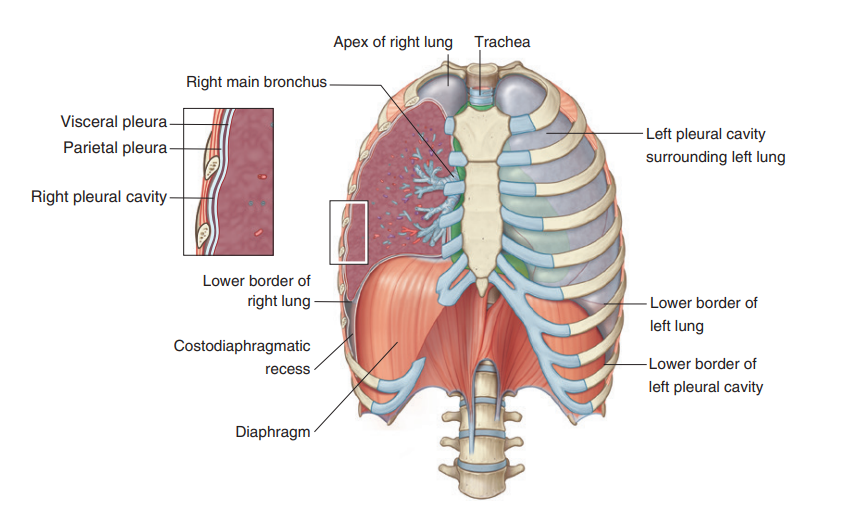 Apex of right lung
Trachea
Right main bronchus
Visceral pleura
Parietal pleura
Right pleural cavity
Left pleural cavity
surrounding left lung
Lower border of
right lung
Costodiaphragmatic
recess
Diaphragm
Lower border of
left lung
Lower border of
left pleural cavity